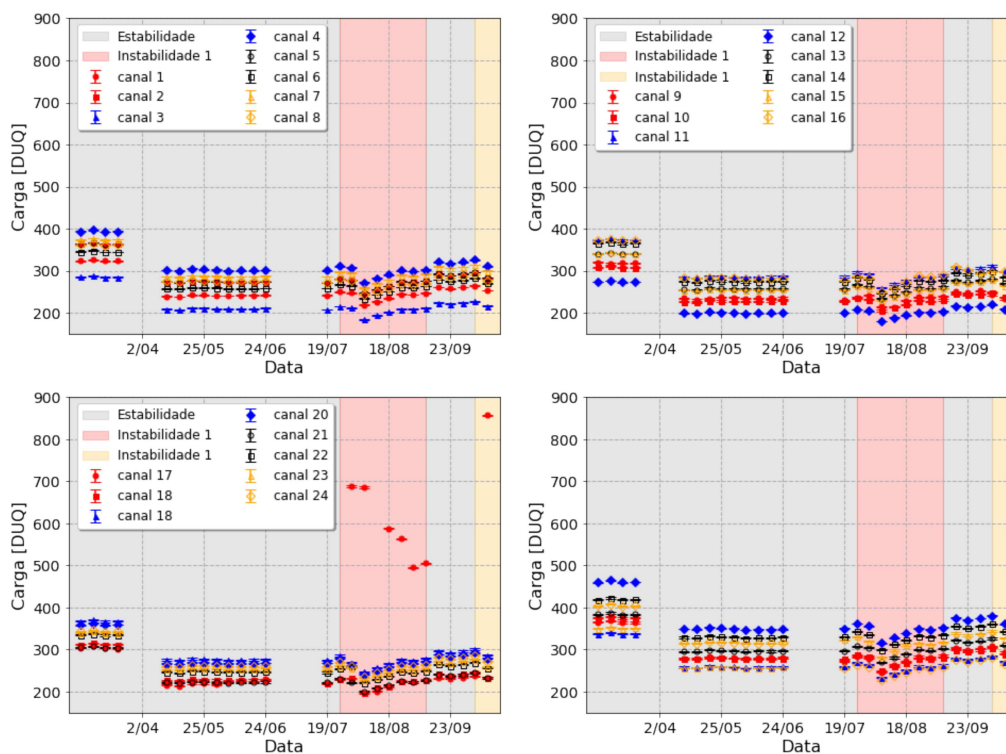 900
800
700
600
500
400
300
200
Carga [DUQ]
Estabilidade
Instabilidade 1
canal 1
canal 2
canal 3
canal 4
canal 5
canal 6
canal 7
canal 8
2/04 25/05 24/06 19/07 18/08 23/09
Data
900
800
700
600
500
400
300
200
Carga [DUQ]
Estabilidade
Instabilidade 1
Instabilidade 1
canal 9
canal 10
canal 11
canal 12
canal 13
canal 14
canal 15
canal 16
2/04 25/05 24/06 19/07 18/08 23/09
Data
900
800
700
600
500
400
300
200
Carga [DUQ]
Estabilidade
Instabilidade 1
Instabilidade 1
canal 17
canal 18
canal 18
canal 20
canal 21
canal 22
canal 23
canal 24
2/04 25/05 24/06 19/07 18/08 23/09
Data
900
800
700
600
500
400
300
200
Carga [DUQ]
2/04 25/05 24/06 19/07 18/08 23/09
Data